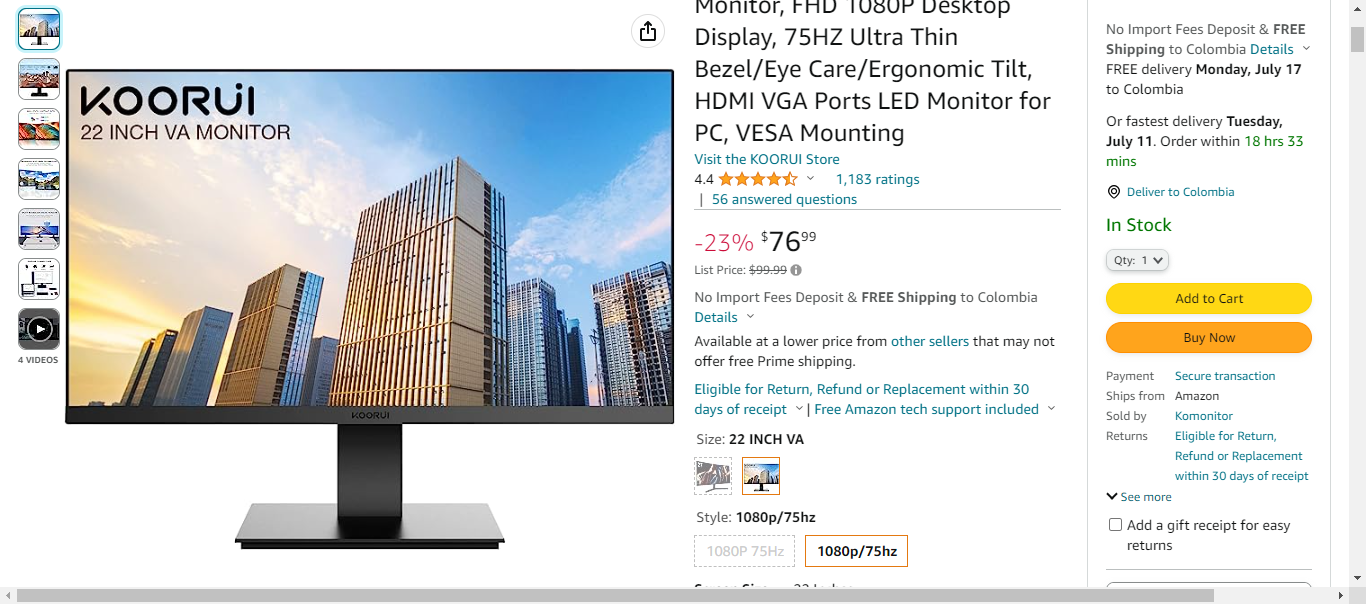 4 VIDEOS
KOORUI
22 INCH VA MONITOR
KOORUI
Monitor, FHD 1080P Desktop
Display, 75HZ Ultra Thin
Bezel/Eye Care/Ergonomic Tilt,
HDMI VGA Ports LED Monitor for
PC, VESA Mounting
Visit the KOORUI Store
4.4 1,183 ratings
| 56 answered questions
-23% $76 99
List Price: $99.99
No Import Fees Deposit & FREE Shipping to Colombia
Details
Available at a lower price from other sellers that may not
offer free Prime shipping.
Eligible for Return, Refund or Replacement within 30
days of receipt | Free Amazon tech support included
Size: 22 INCH VA
Style: 1080p/75hz
1080P 75Hz 1080p/75hz
No Import Fees Deposit & FREE
Shipping to Colombia Details
FREE delivery Monday, July 17
to Colombia
Or fastest delivery Tuesday,
July 11. Order within 18 hrs 33
mins
Deliver to Colombia
In Stock
Qty: 1
Add to Cart
Buy Now
Payment Secure transaction
Ships from Amazon
Sold by Komonitor
Returns Eligible for Return,
Refund or Replacement
within 30 days of receipt
See more
Add a gift receipt for easy
returns